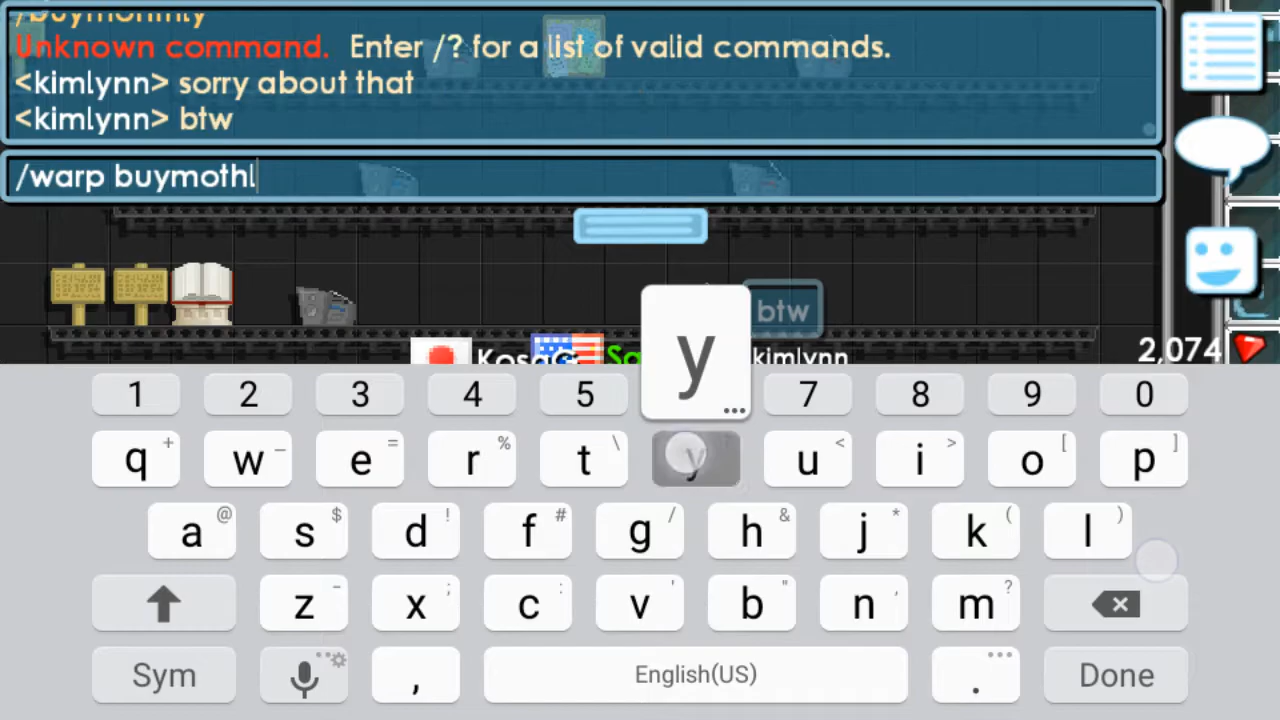 /buymonthly
Unknown command. Enter /? for a list of valid commands.
<kimlynn> sorry about that
<kimlynn> btw
/warp buymothl
btw
kimlynn
2,074
y
1 2 3 4 5 7 8 9 0
q + w - e = r % t \ y u < i > o [ p ]
a @ s $ d ! f # g / h & j * k ( l )
z - x ; c : v ' b " n , m ?
Sym , English(US) . Done